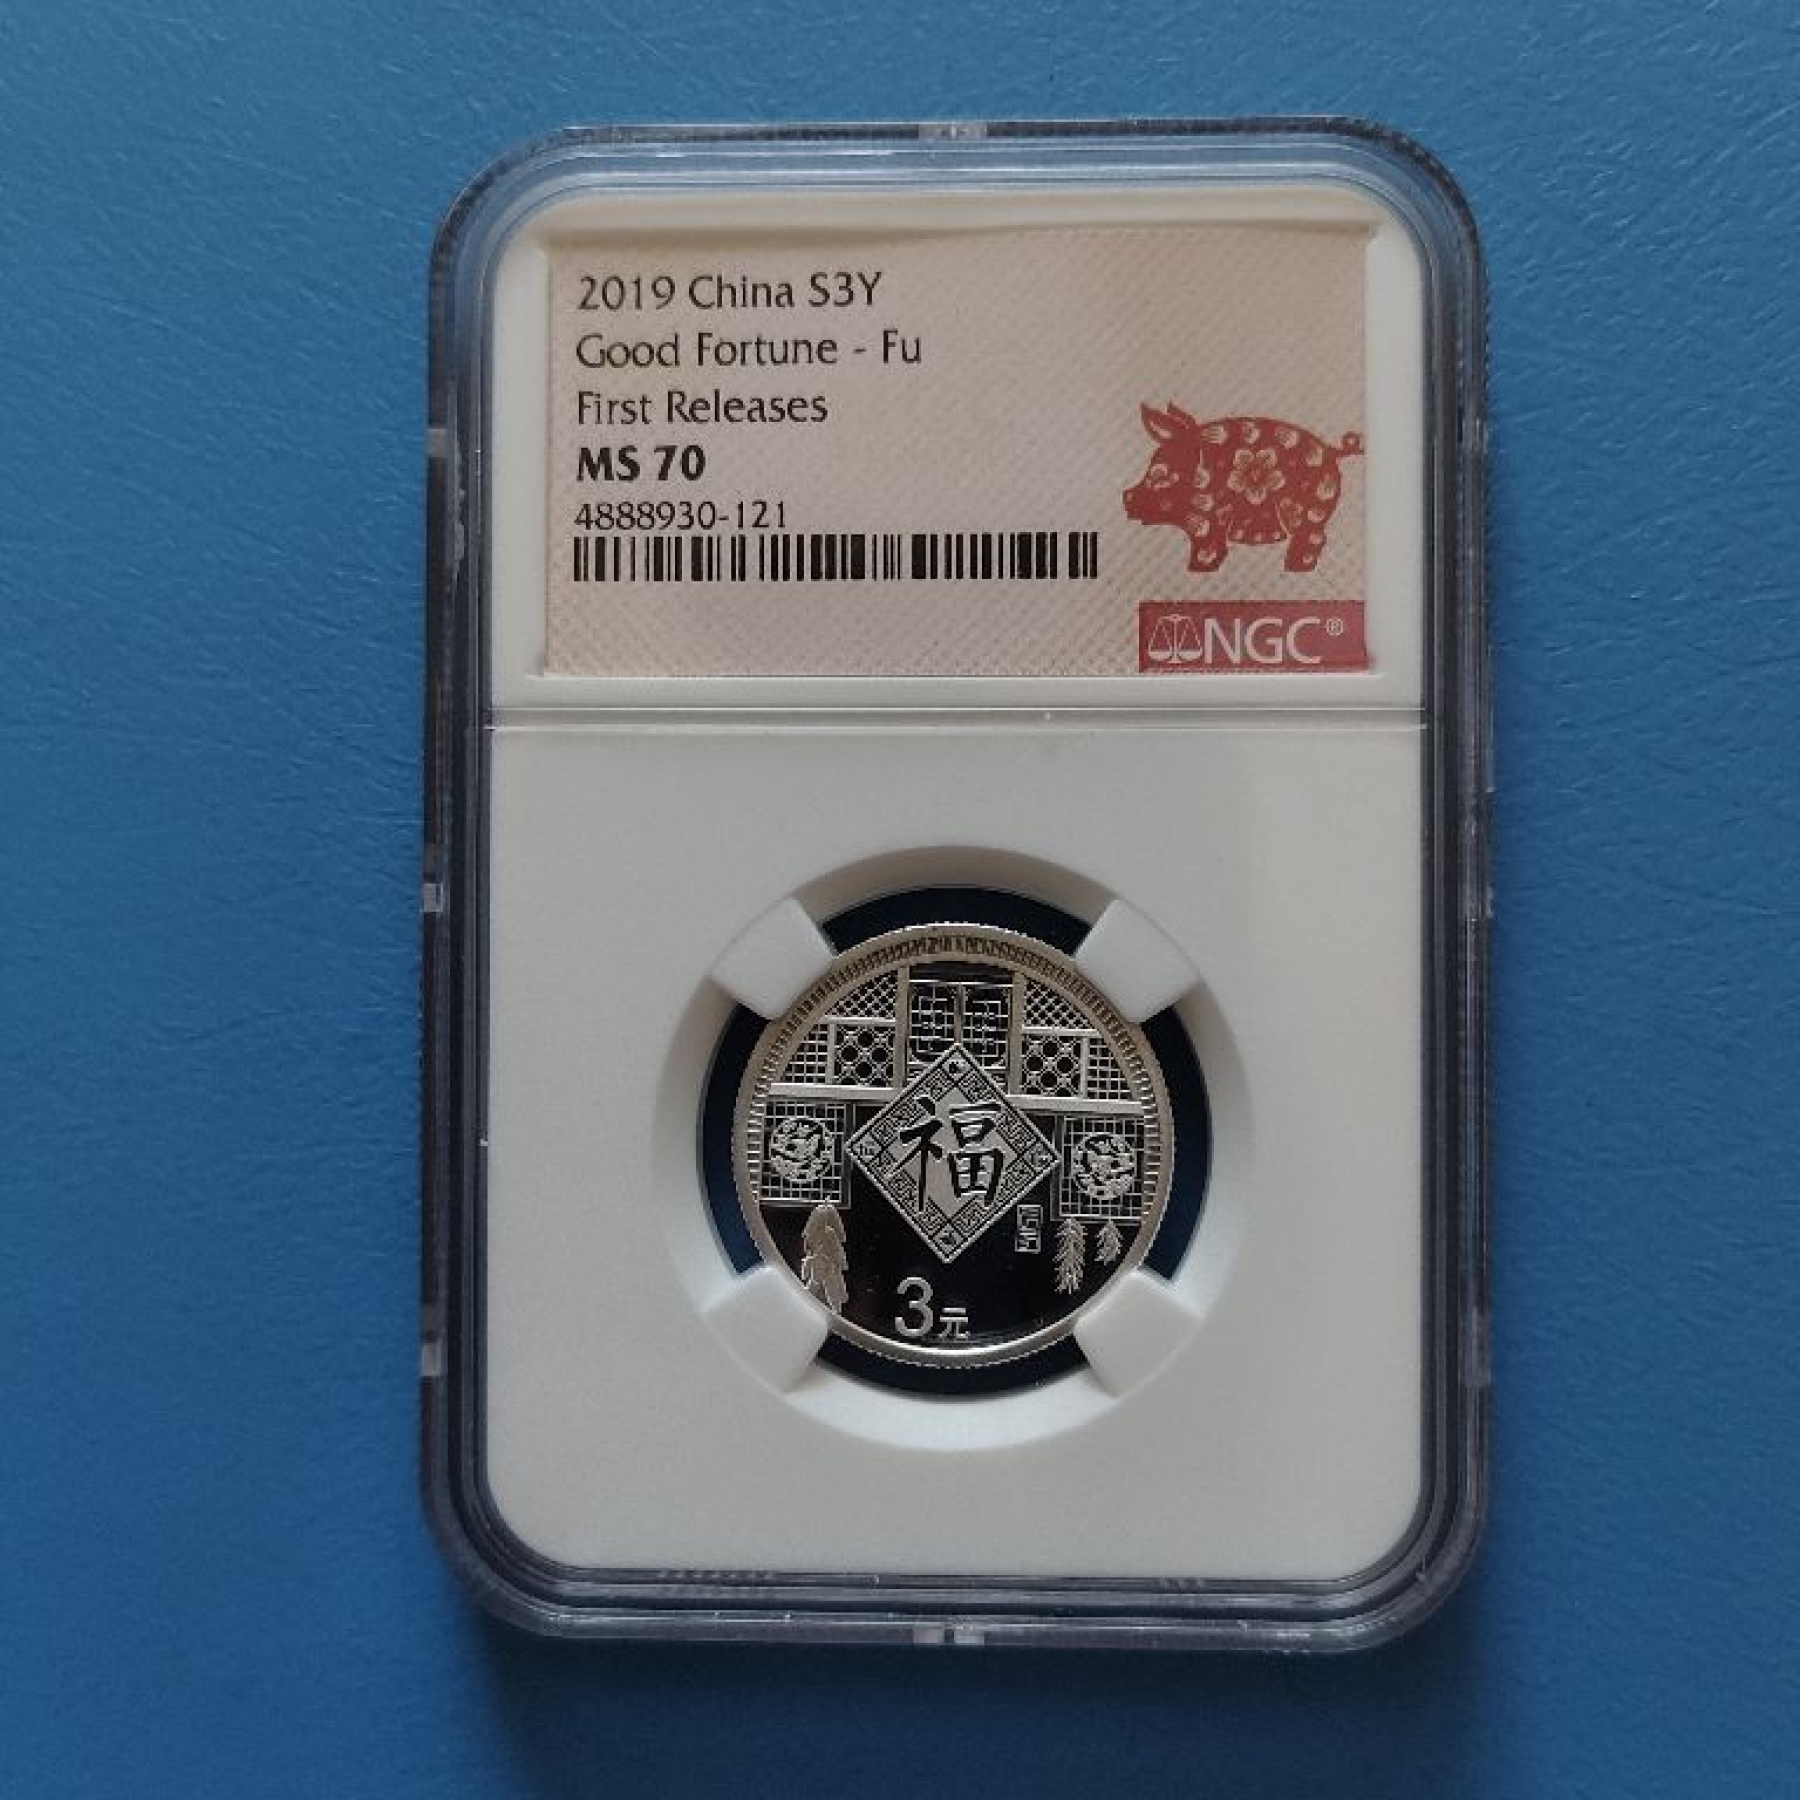 2019 China S3Y
Good Fortune - Fu
First Releases
MS 70
4888930-121
NGC®
福
3元